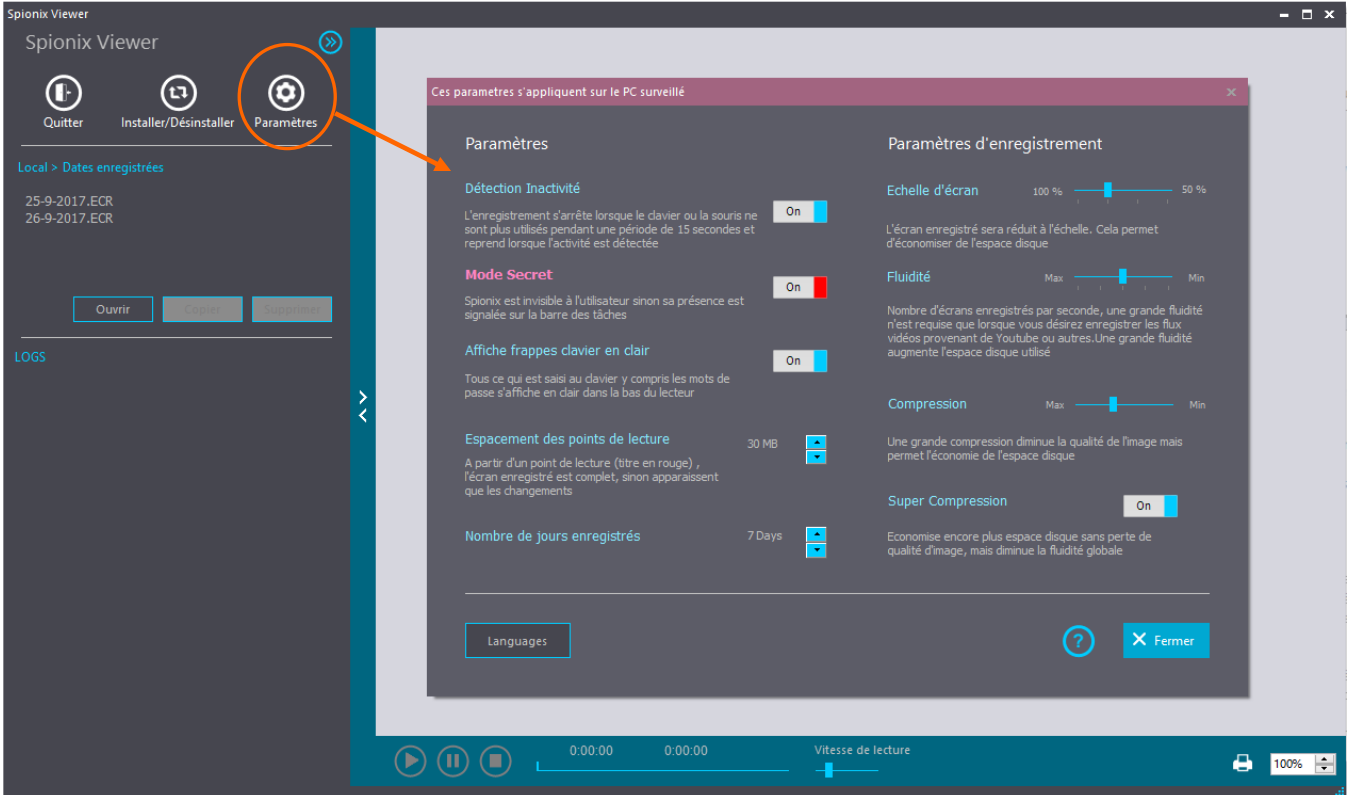 Spionix Viewer
Spionix Viewer
Quitter
Installer/Désinstaller
Paramètres
Local > Dates enregistrées
25-9-2017.ECR
26-9-2017.ECR
Ouvrir
Copier
Supprimer
LOGS
Ces parametres s'appliquent sur le PC surveillé
Paramètres
Détection Inactivité
On
L'enregistrement s'arrête lorsque le clavier ou la souris ne
sont plus utilisés pendant une période de 15 secondes et
reprend lorsque l'activité est détectée
Mode Secret
On
Spionix est invisible à l'utilisateur sinon sa présence est
signalée sur la barre des tâches
Affiche frappes clavier en clair
On
Tous ce qui est saisi au clavier y compris les mots de
passe s'affiche en clair dans la bas du lecteur
Espacement des points de lecture
30 MB
A partir d'un point de lecture (titre en rouge) ,
l'écran enregistré est complet, sinon apparaissent
que les changements
Nombre de jours enregistrés
7 Days
Paramètres d'enregistrement
Echelle d'écran
100 %
50 %
L'écran enregistré sera réduit à l'échelle. Cela permet
d'économiser de l'espace disque
Fluidité
Max
Min
Nombre d'écrans enregistrés par seconde, une grande fluidité
n'est requise que lorsque vous désirez enregistrer les flux
vidéos provenant de Youtube ou autres.Une grande fluidité
augmente l'espace disque utilisé
Compression
Max
Min
Une grande compression diminue la qualité de l'image mais
permet l'économie de l'espace disque
Super Compression
On
Economise encore plus espace disque sans perte de
qualité d'image, mais diminue la fluidité globale
Languages
?
Fermer
0:00:00
0:00:00
Vitesse de lecture
100%